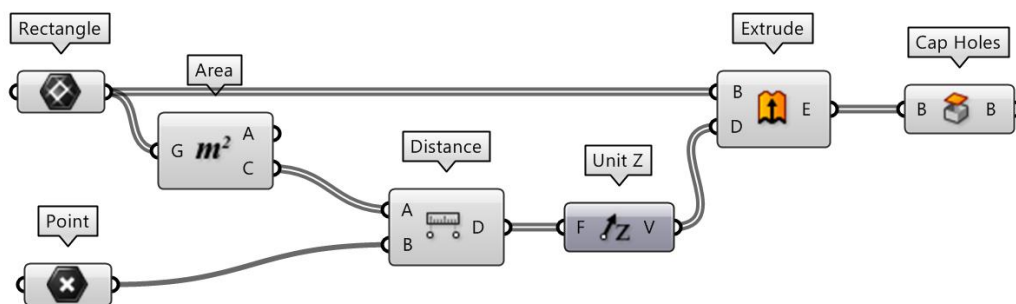 Rectangle
Area
Extrude
Cap Holes
B
D
E
B
B
G
m²
A
C
Distance
Unit Z
A
B
D
F
Z
V
Point